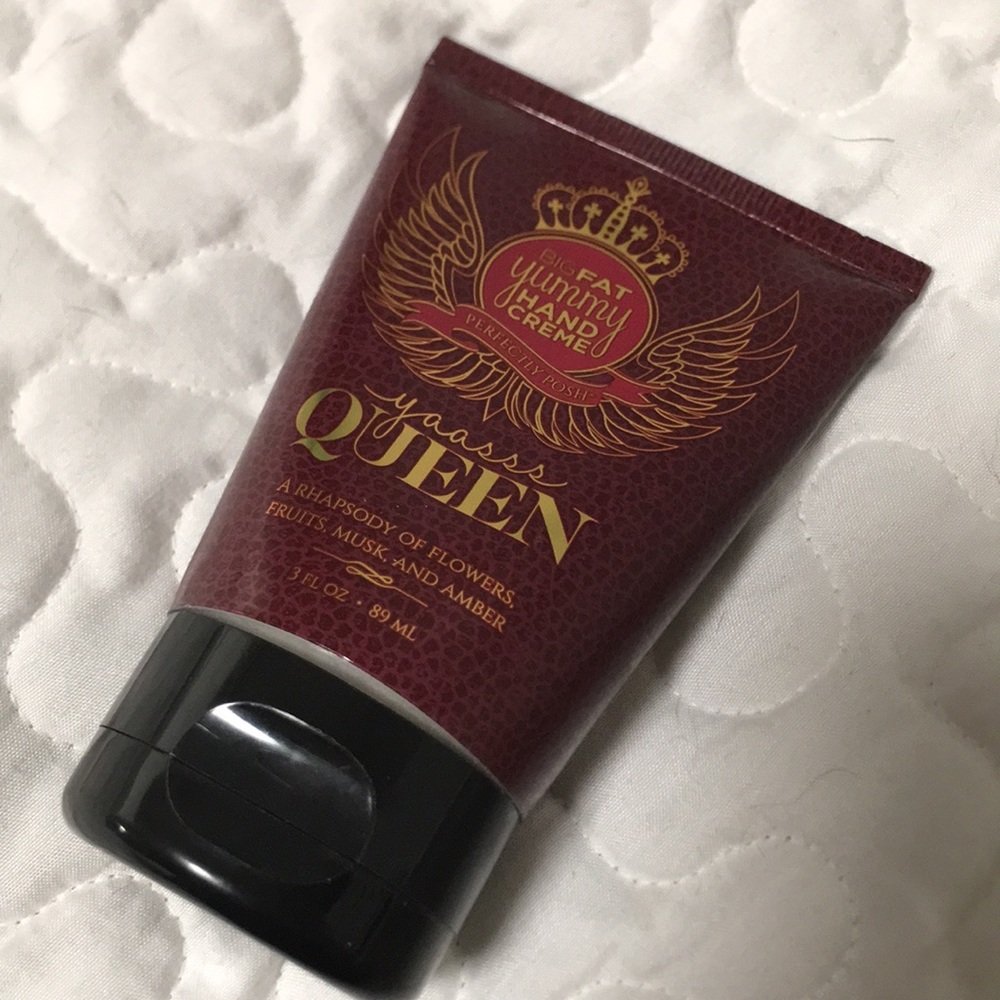 BIG FAT
yummy
HAND
CREME
PERFECTLY POSH
yaasss
QUEEN
A RHAPSODY OF FLOWERS,
FRUITS, MUSK, AND AMBER
3 FL OZ • 89 ML